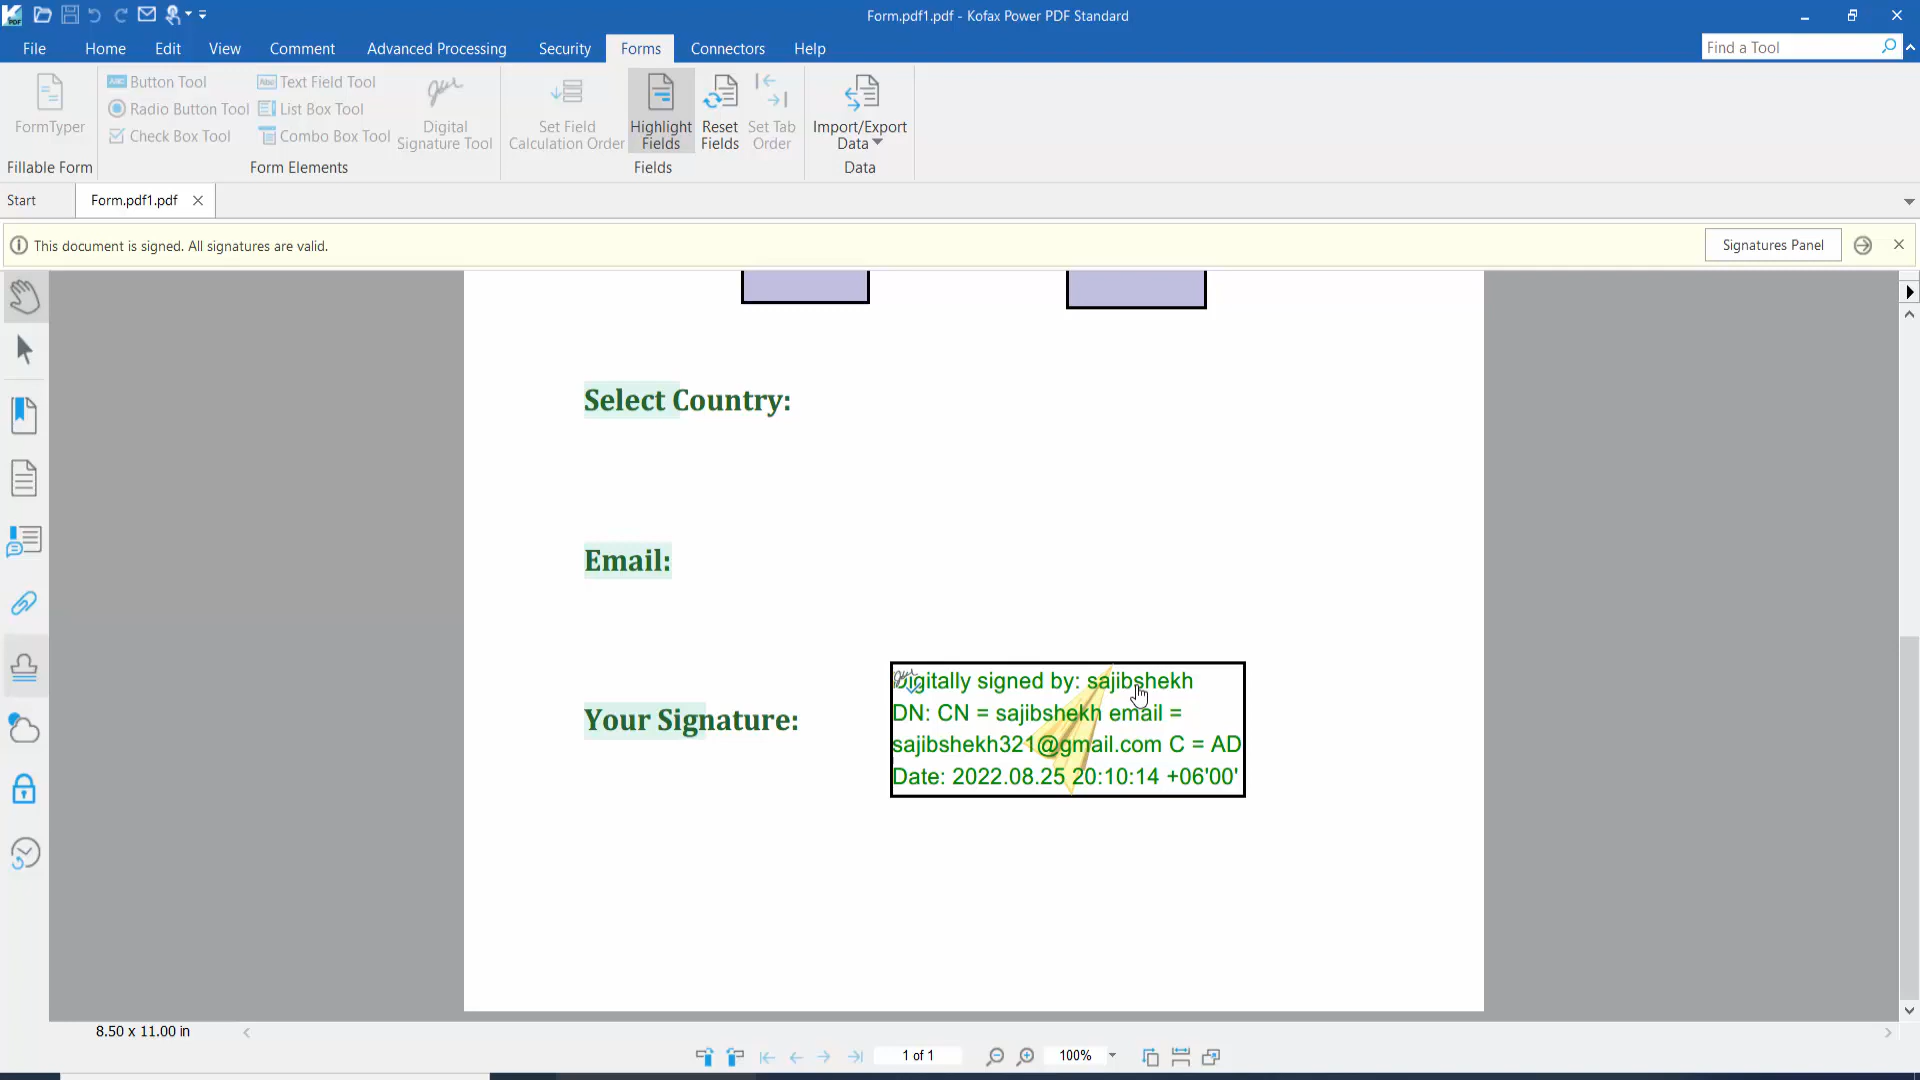 Form.pdf1.pdf - Kofax Power PDF Standard
File Home Edit View Comment Advanced Processing Security Forms Connectors Help
Find a Tool
FormTyper
Fillable Form
Button Tool
Radio Button Tool
Check Box Tool
Text Field Tool
List Box Tool
Combo Box Tool
Digital
Signature Tool
Form Elements
Set Field
Calculation Order
Highlight
Fields
Reset
Fields
Set Tab
Order
Fields
Import/Export
Data
Data
Start
Form.pdf1.pdf
This document is signed. All signatures are valid.
Signatures Panel
Select Country:
Email:
Your Signature:
Digitally signed by: sajibshekh
DN: CN = sajibshekh email =
sajibshekh321@gmail.com C = AD
Date: 2022.08.25 20:10:14 +06'00'
8.50 x 11.00 in
1 of 1
100%